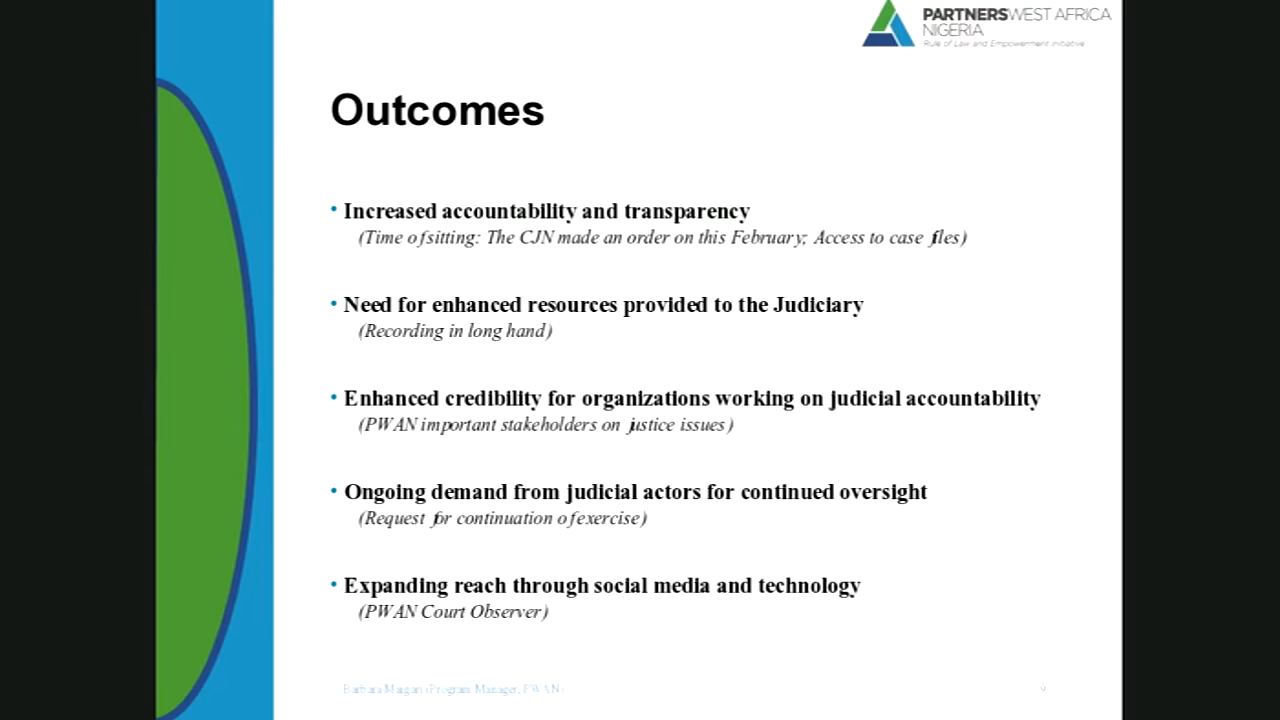 PARTNERSWEST AFRICA
NIGERIA
Rule of Law and Empowerment Initiative
Outcomes
• Increased accountability and transparency
(Time of sitting: The CJN made an order on this February; Access to case files)
• Need for enhanced resources provided to the Judiciary
(Recording in long hand)
• Enhanced credibility for organizations working on judicial accountability
(PWAN important stakeholders on justice issues)
• Ongoing demand from judicial actors for continued oversight
(Request for continuation of exercise)
• Expanding reach through social media and technology
(PWAN Court Observer)
Barbara Maigari (Program Manager, PWAN)
9